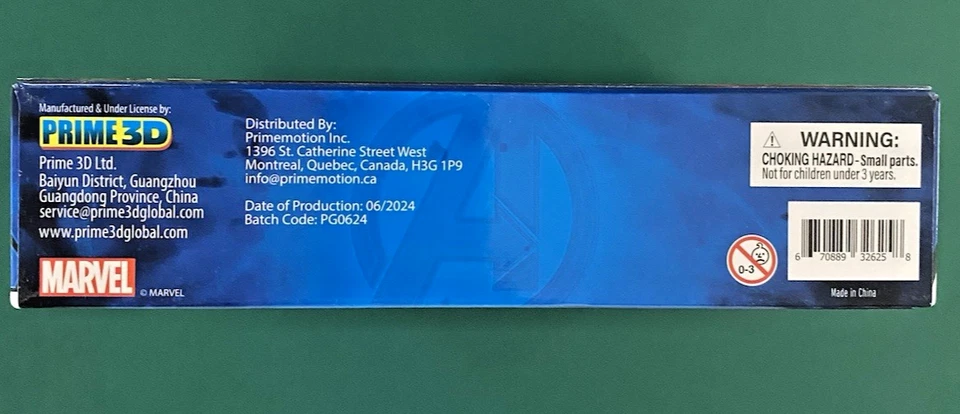 Manufactured & Under License by:
PRIME 3D
Prime 3D Ltd.
Baiyun District, Guangzhou
Guangdong Province, China
service@prime3dglobal.com
www.prime3dglobal.com
MARVEL
© MARVEL
Distributed By:
Primemotion Inc.
1396 St. Catherine Street West
Montreal, Quebec, Canada, H3G 1P9
info@primemotion.ca
Date of Production: 06/2024
Batch Code: PG0624
WARNING:
CHOKING HAZARD - Small parts.
Not for children under 3 years.
0-3
6 70889 32625 8
Made in China